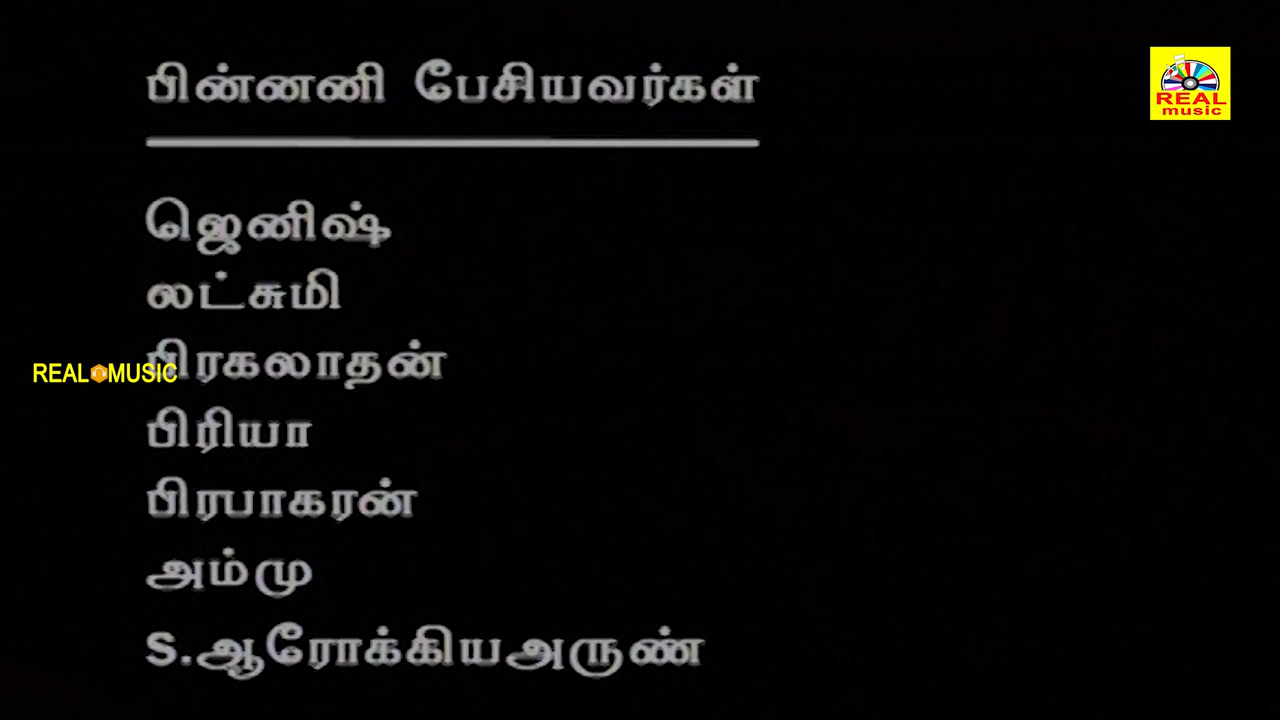 பின்னனி பேசியவர்கள்
REAL
music
ஜெனிஷ்
லட்சுமி
பிரகலாதன்
REAL MUSIC
பிரியா
பிரபாகரன்
அம்மு
S.ஆரோக்கியஅருண்